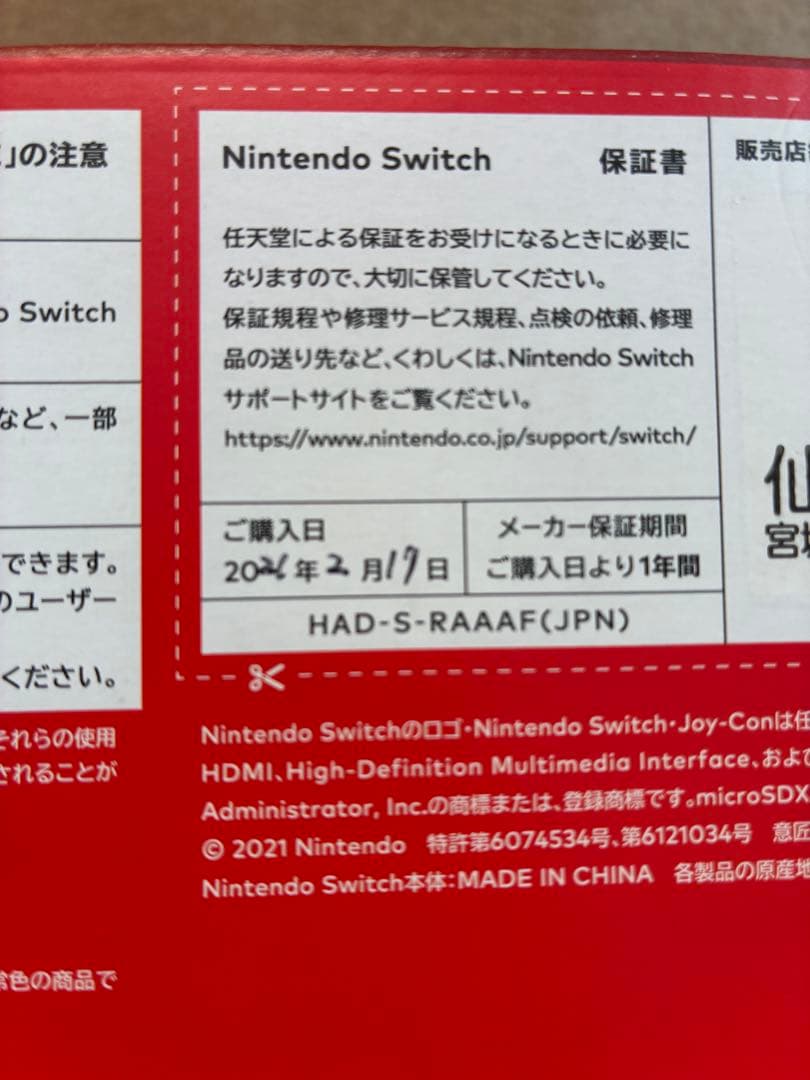 」の注意
Switch
など、一部
できます。
のユーザー
ください。
それらの使用
されることが
色の商品で
Nintendo Switch 保証書
任天堂による保証をお受けになるときに必要に
なりますので、大切に保管してください。
保証規程や修理サービス規程、点検の依頼、修理
品の送り先など、くわしくは、Nintendo Switch
サポートサイトをご覧ください。
https://www.nintendo.co.jp/support/switch/
ご購入日
年2月17日
メーカー保証期間
ご購入日より1年間
HAD-S-RAAAF(JPN)
販売店
仙
宮
Nintendo Switchのロゴ・Nintendo Switch・Joy-Conは任
HDMI、High-Definition Multimedia Interface、およ
Administrator, Inc.の商標または、登録商標です。microSDX
© 2021 Nintendo 特許第6074534号、第6121034号 意匠
Nintendo Switch本体:MADE IN CHINA 各製品の原産地